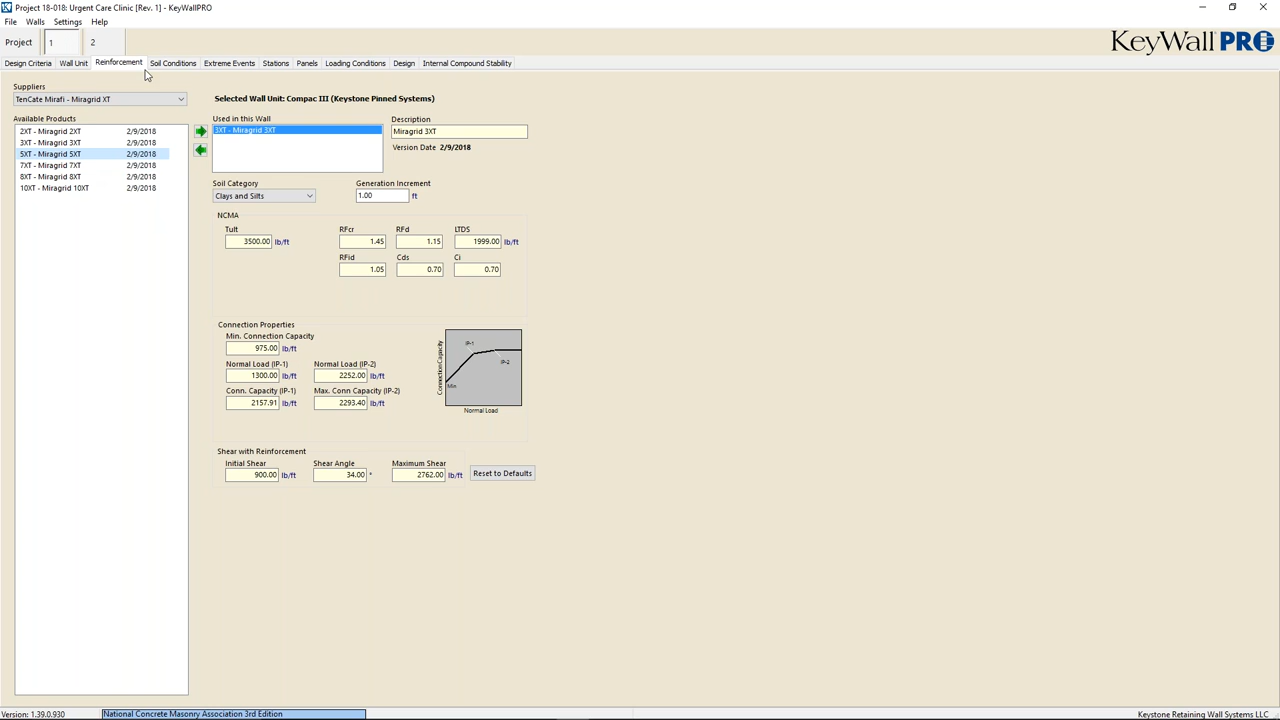 Project 18-018: Urgent Care Clinic [Rev. 1] - KeyWallPRO
File Walls Settings Help
Project 1 2
KEYWALL PRO
Design Criteria Wall Unit Reinforcement Soil Conditions Extreme Events Stations Panels Loading Conditions Design Internal Compound Stability
Suppliers
TenCate Mirafi - Miragrid XT
Selected Wall Unit: Compac III (Keystone Pinned Systems)
Available Products
2XT - Miragrid 2XT 2/9/2018
3XT - Miragrid 3XT 2/9/2018
5XT - Miragrid 5XT 2/9/2018
7XT - Miragrid 7XT 2/9/2018
8XT - Miragrid 8XT 2/9/2018
10XT - Miragrid 10XT 2/9/2018
Used in this Wall
3XT - Miragrid 3XT
Description
Miragrid 3XT
Version Date 2/9/2018
Soil Category Generation Increment
Clays and Silts 1.00 ft
NCMA
Tult RFcr RFd LTDS
3500.00 lb/ft 1.45 1.15 1999.00 lb/ft
RFid Cds Ci
1.05 0.70 0.70
Connection Properties
Min. Connection Capacity
975.00 lb/ft
Normal Load (IP-1) Normal Load (IP-2)
1300.00 lb/ft 2252.00 lb/ft
Conn. Capacity (IP-1) Max. Conn Capacity (IP-2)
2157.91 lb/ft 2293.40 lb/ft
Connection Capacity
IP-1
IP-2
Min
Normal Load
Shear with Reinforcement
Initial Shear Shear Angle Maximum Shear
900.00 lb/ft 34.00 ° 2762.00 lb/ft Reset to Defaults
Version: 1.39.0.930 National Concrete Masonry Association 3rd Edition Keystone Retaining Wall Systems LLC